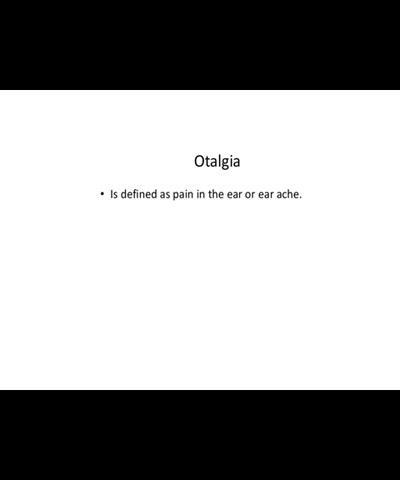 Otalgia
• Is defined as pain in the ear or ear ache.